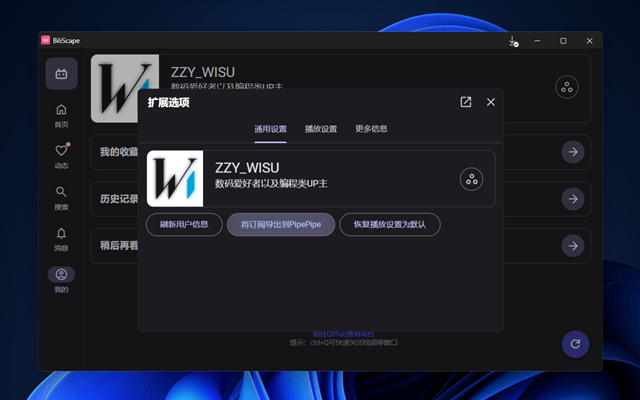 BiliScape
ZZY_WISU
数码爱好者以及编程类UP主
扩展选项
通用设置
播放设置
更多信息
ZZY_WISU
数码爱好者以及编程类UP主
刷新用户信息
将订阅导出到PipePipe
恢复播放设置为默认
首页
动态
搜索
消息
我的
我的收藏
历史记录
稍后再看
前往Github查看项目
提示：ctrl+Q可快速关闭视频等窗口